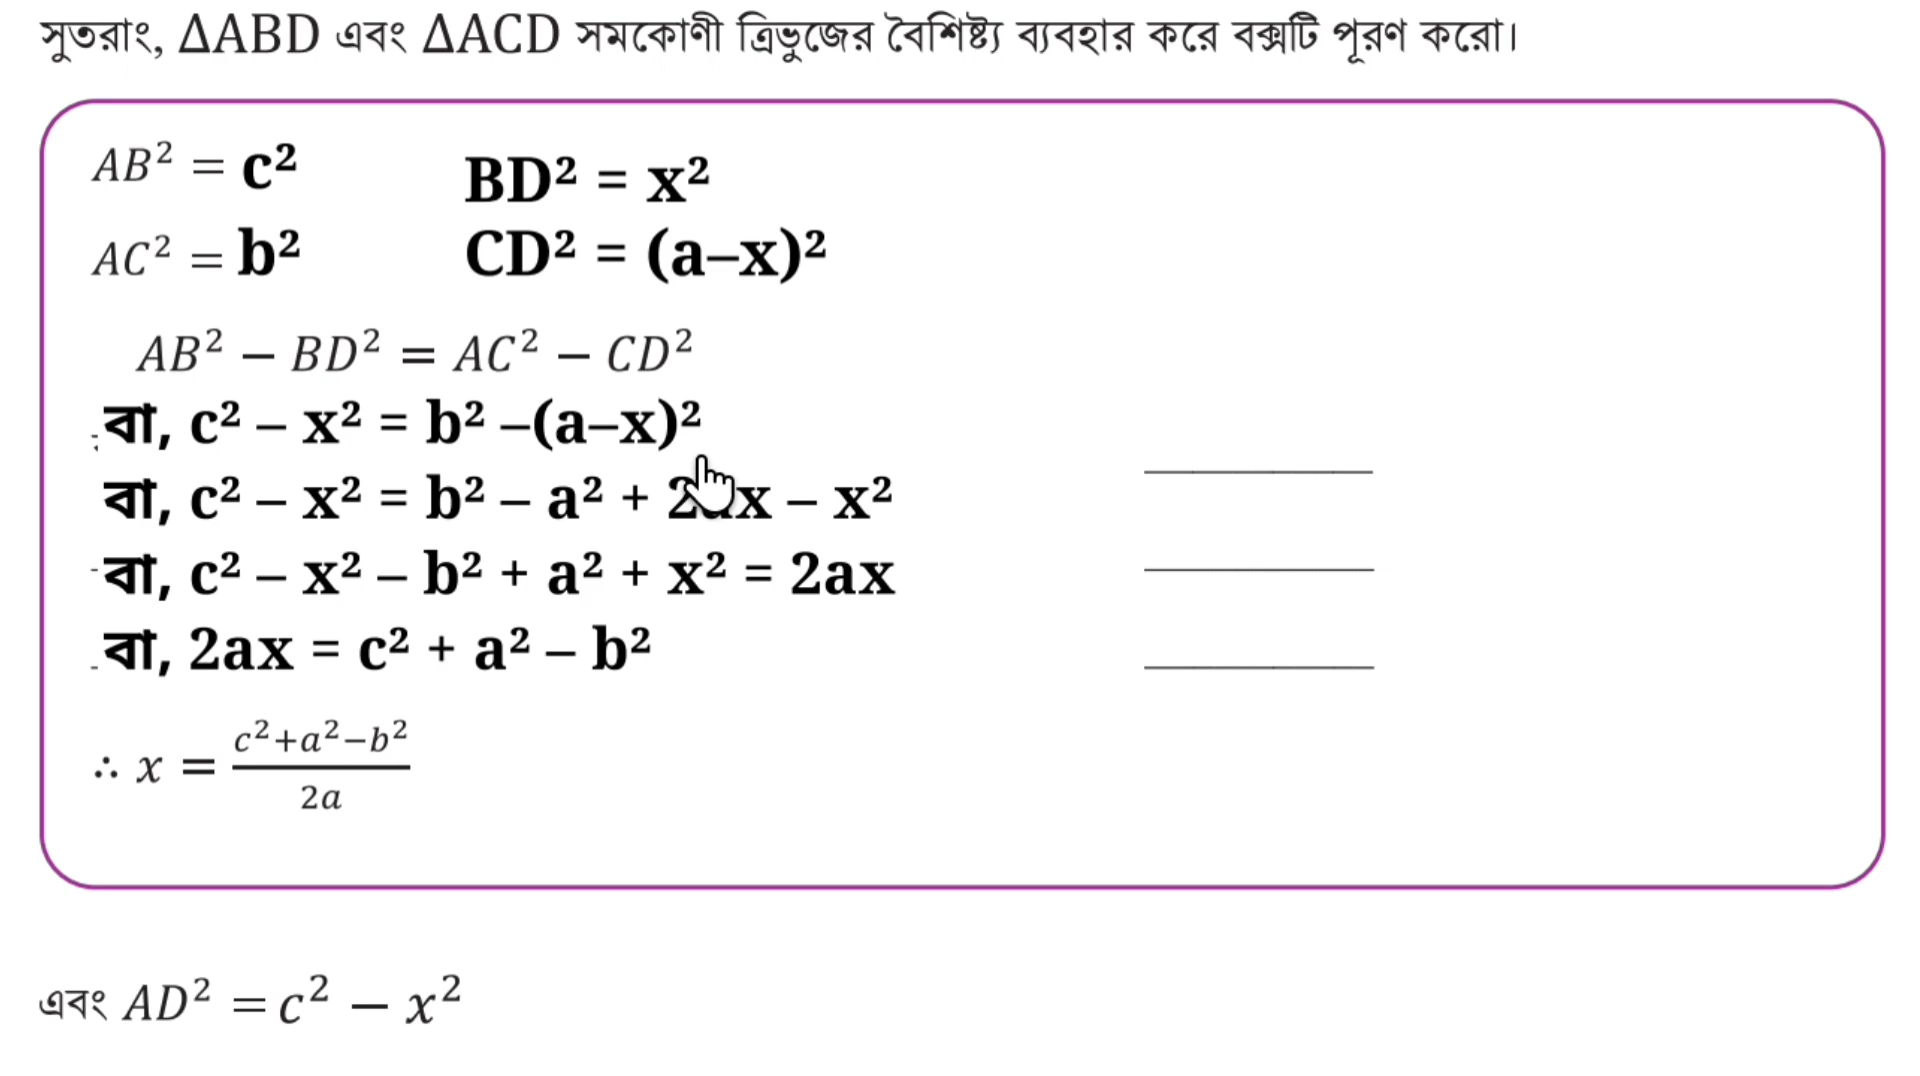 সুতরাং, ΔABD এবং ΔACD সমকোণী ত্রিভুজের বৈশিষ্ট্য ব্যবহার করে বক্সটি পূরণ করো।
AB² = c² BD² = x²
AC² = b² CD² = (a–x)²
AB² − BD² = AC² − CD²
বা, c² – x² = b² –(a–x)²
বা, c² – x² = b² – a² + 2ax – x²
বা, c² – x² – b² + a² + x² = 2ax
বা, 2ax = c² + a² – b²
∴ x = (c²+a²−b²)/2a
এবং AD² = c² − x²